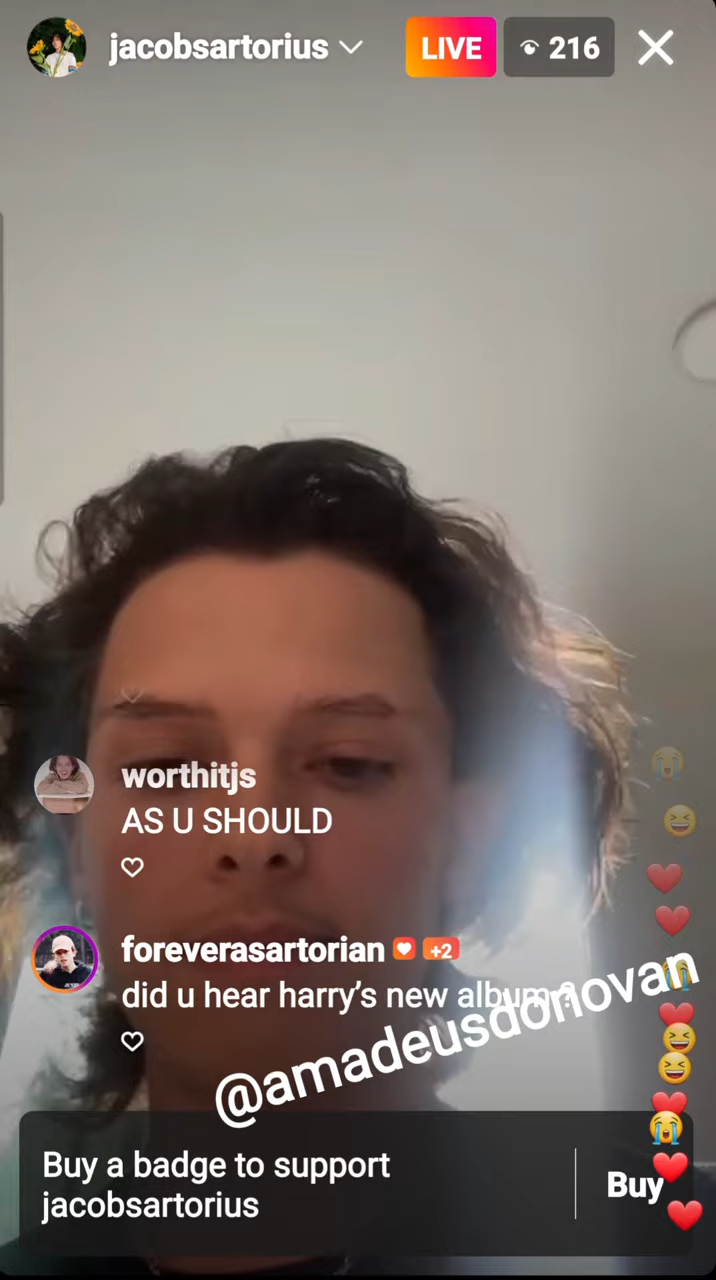 jacobsartorius
LIVE
216
worthitjs
AS U SHOULD
foreverasartorian +2
did u hear harry's new album ?
@amadeusdonovan
Buy a badge to support
jacobsartorius
Buy